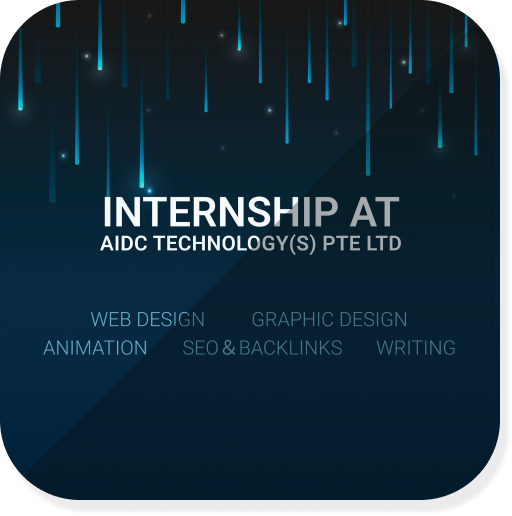 INTERNSHIP AT
AIDC TECHNOLOGY(S) PTE LTD
WEB DESIGN GRAPHIC DESIGN
ANIMATION SEO & BACKLINKS WRITING